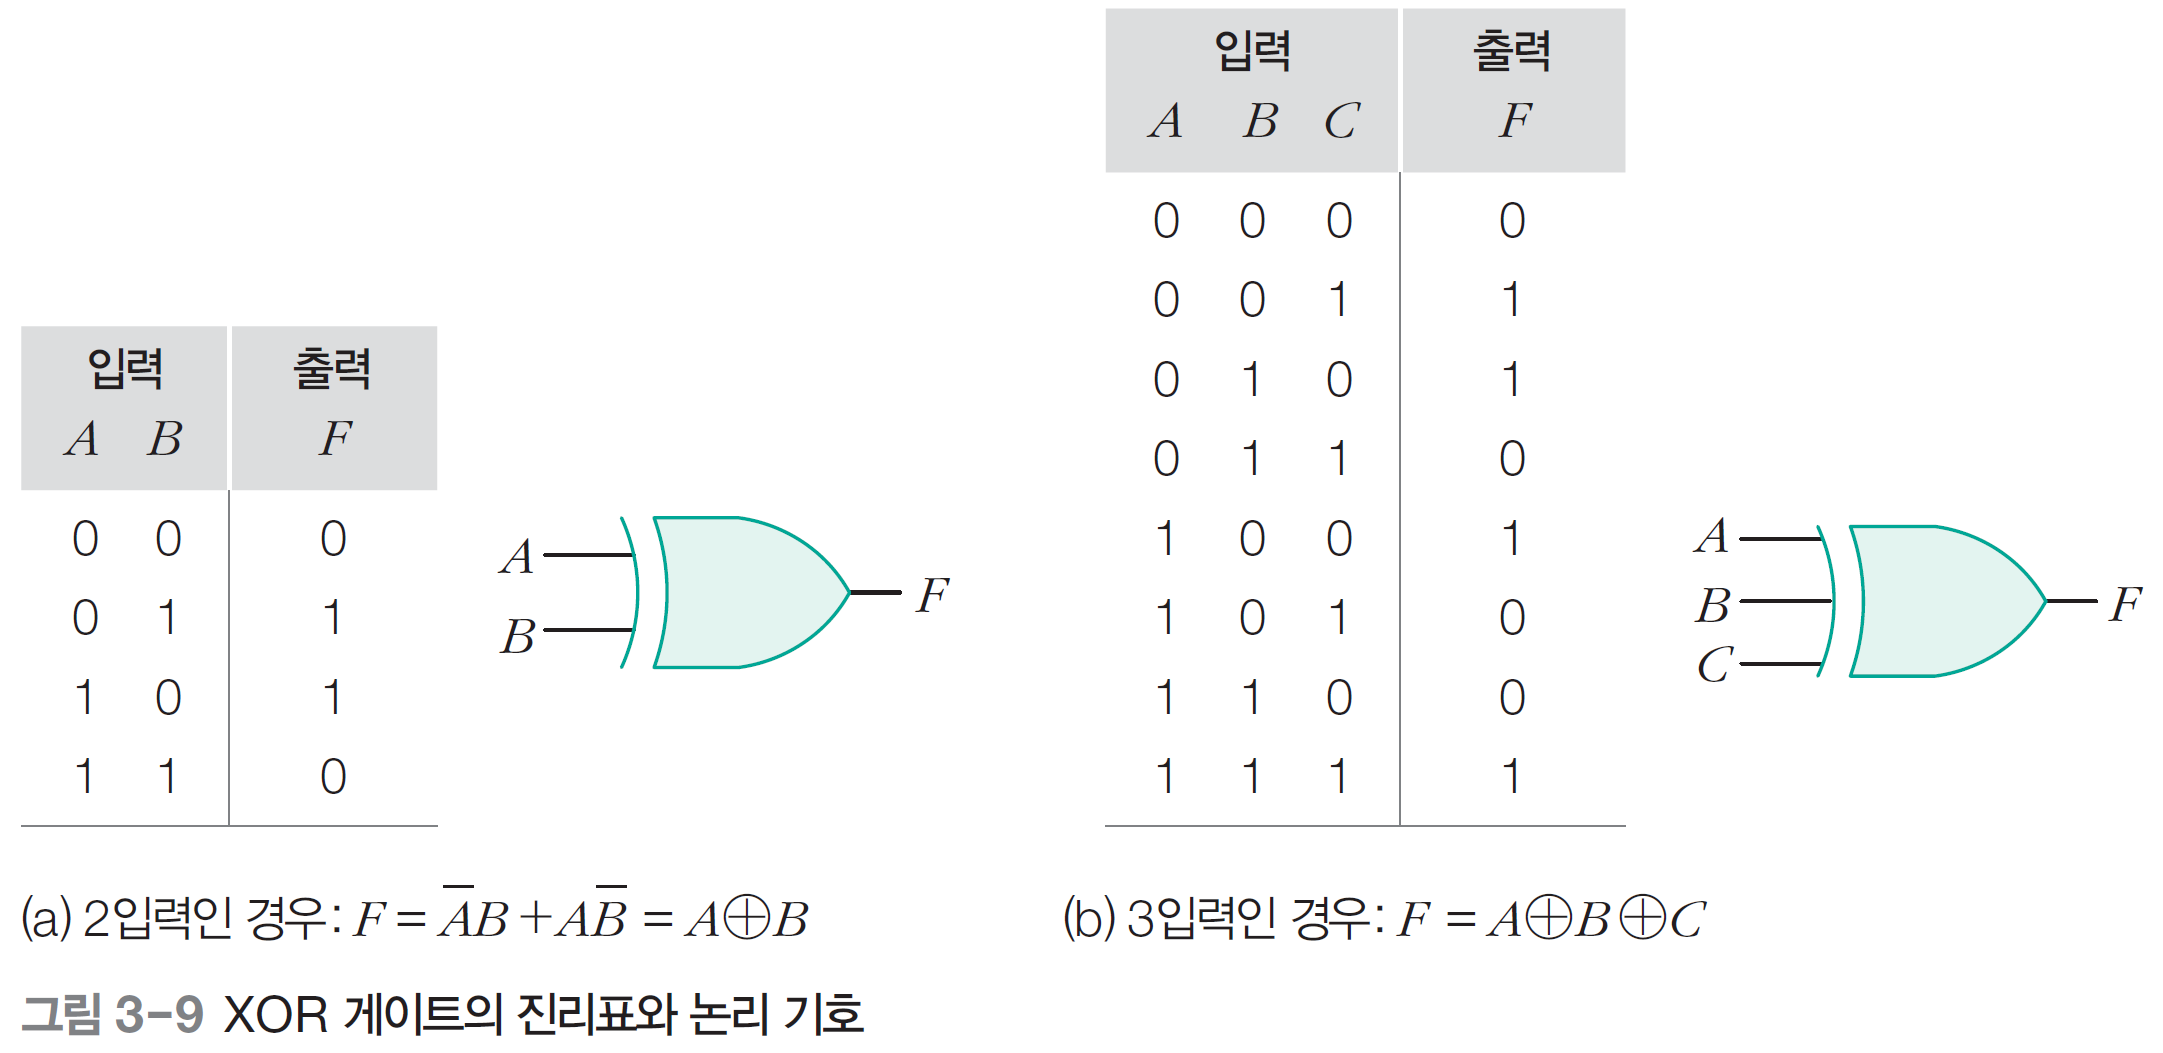 입력 출력
A B F
0 0 0
0 1 1
1 0 1
1 1 0
A
B
F
(a) 2입력인 경우: F = A̅B + AB̅ = A⊕B
입력 출력
A B C F
0 0 0 0
0 0 1 1
0 1 0 1
0 1 1 0
1 0 0 1
1 0 1 0
1 1 0 0
1 1 1 1
A
B
C
F
(b) 3입력인 경우: F = A⊕B⊕C
그림 3-9 XOR 게이트의 진리표와 논리 기호